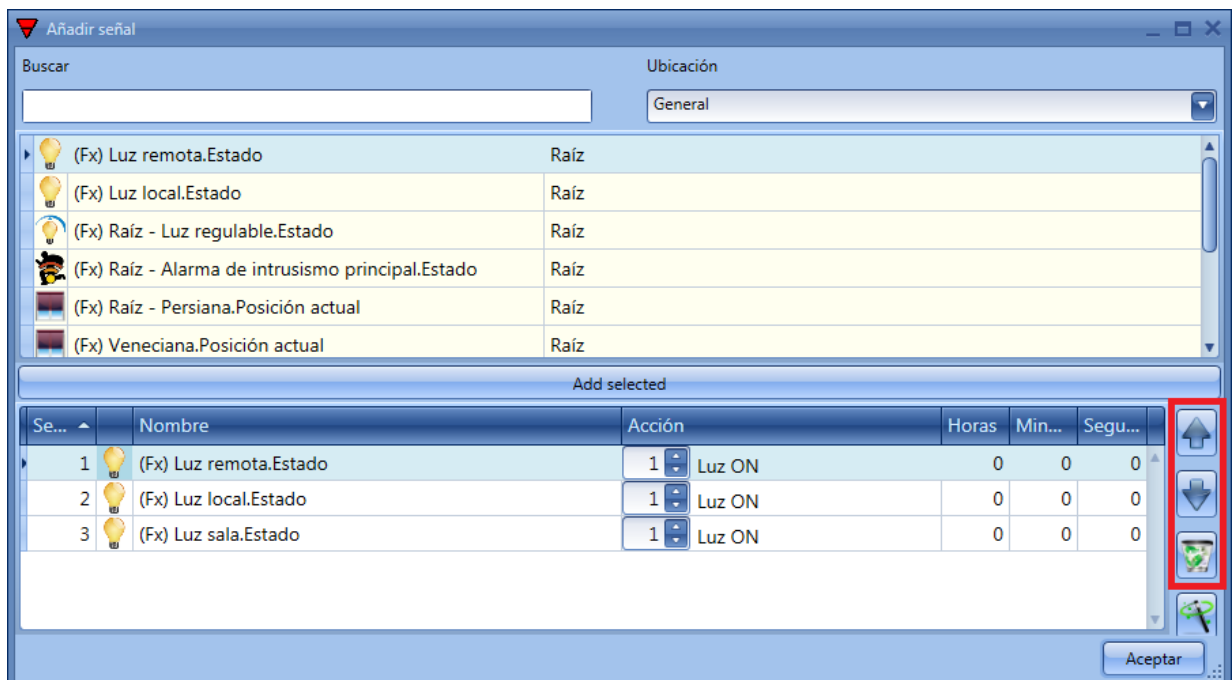 Añadir señal
Buscar Ubicación
General
(Fx) Luz remota.Estado Raíz
(Fx) Luz local.Estado Raíz
(Fx) Raíz - Luz regulable.Estado Raíz
(Fx) Raíz - Alarma de intrusismo principal.Estado Raíz
(Fx) Raíz - Persiana.Posición actual Raíz
(Fx) Veneciana.Posición actual Raíz
Add selected
Se... Nombre Acción Horas Min... Segu...
1 (Fx) Luz remota.Estado 1 Luz ON 0 0 0
2 (Fx) Luz local.Estado 1 Luz ON 0 0 0
3 (Fx) Luz sala.Estado 1 Luz ON 0 0 0
Aceptar